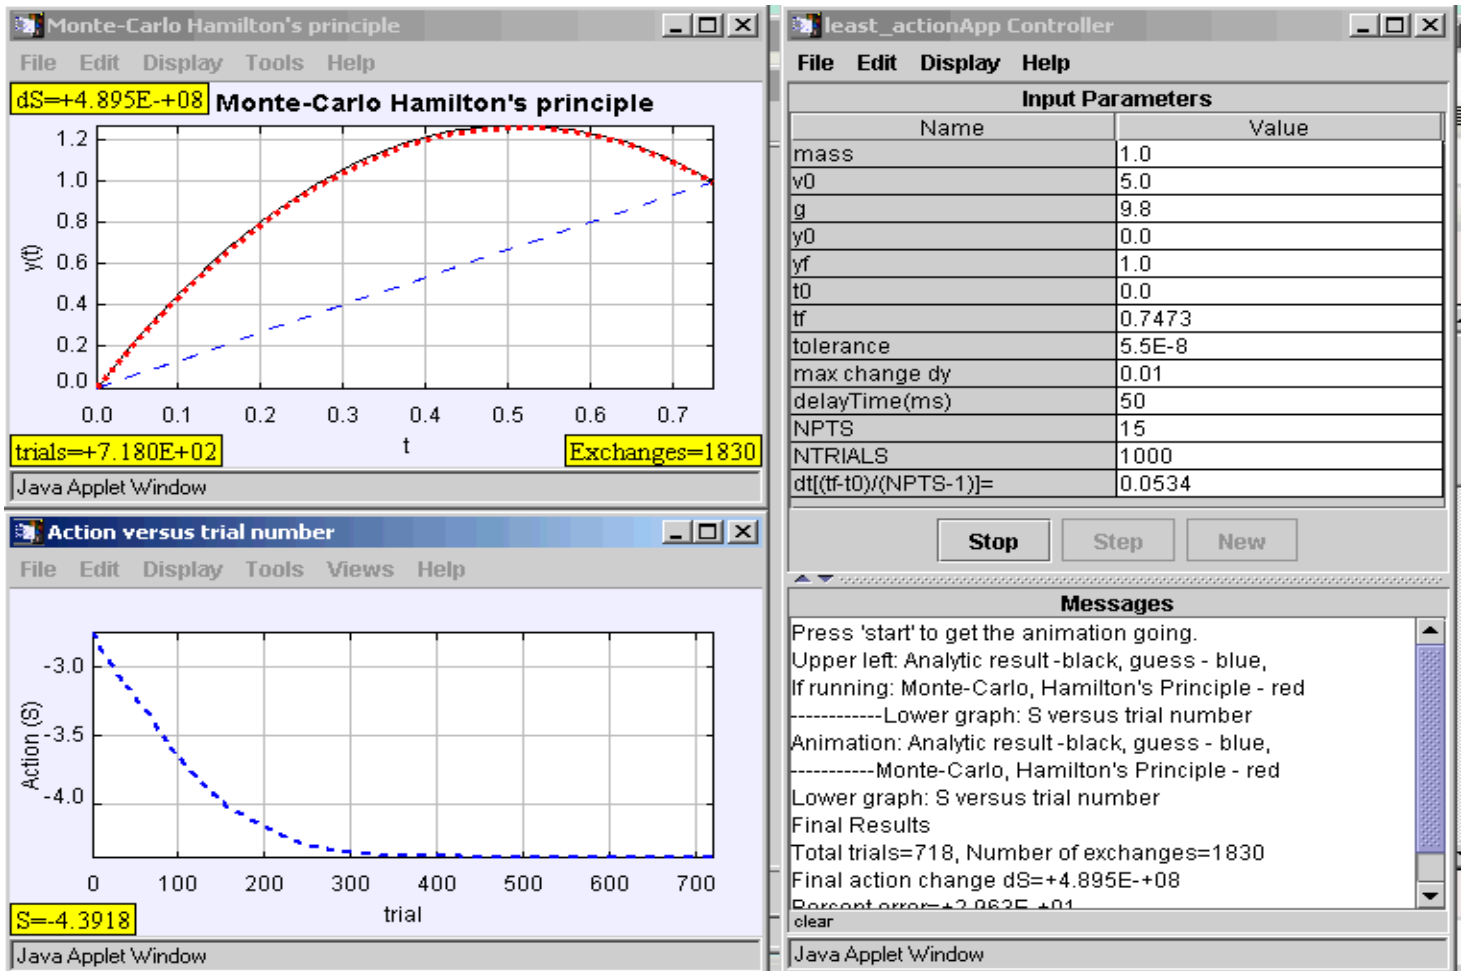 Monte-Carlo Hamilton's principle
File Edit Display Tools Help
dS=+4.895E-+08
Monte-Carlo Hamilton's principle
y(t)
1.2
1.0
0.8
0.6
0.4
0.2
0.0
0.0 0.1 0.2 0.3 0.4 0.5 0.6 0.7
t
trials=+7.180E+02
Exchanges=1830
Java Applet Window
Action versus trial number
File Edit Display Tools Views Help
Action (S)
-3.0
-3.5
-4.0
0 100 200 300 400 500 600 700
trial
S=-4.3918
Java Applet Window
least_actionApp Controller
File Edit Display Help
Input Parameters
Name Value
mass 1.0
v0 5.0
g 9.8
y0 0.0
yf 1.0
t0 0.0
tf 0.7473
tolerance 5.5E-8
max change dy 0.01
delayTime(ms) 50
NPTS 15
NTRIALS 1000
dt[(tf-t0)/(NPTS-1)]= 0.0534
Stop Step New
Messages
Press 'start' to get the animation going.
Upper left: Analytic result -black, guess - blue,
If running: Monte-Carlo, Hamilton's Principle - red
------------Lower graph: S versus trial number
Animation: Analytic result -black, guess - blue,
-----------Monte-Carlo, Hamilton's Principle - red
Lower graph: S versus trial number
Final Results
Total trials=718, Number of exchanges=1830
Final action change dS=+4.895E-+08
Percent error=+2.963E-+01
clear
Java Applet Window